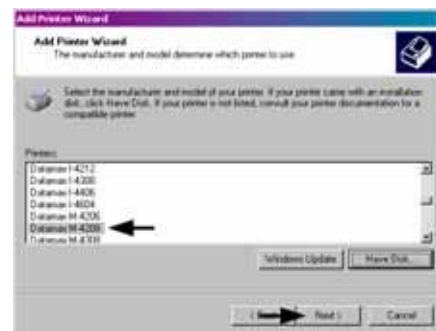 Add Printer Wizard
Add Printer Wizard
The manufacturer and model determine which printer to use.
Select the manufacturer and model of your printer. If your printer came with an installation
disk, click Have Disk. If your printer is not listed, consult your printer documentation for a
compatible printer.
Printers:
Datamax I-4212
Datamax I-4308
Datamax I-4406
Datamax I-4604
Datamax M-4206
Datamax M-4208
Datamax M-4308
Windows Update
Have Disk...
<
Next >
Cancel